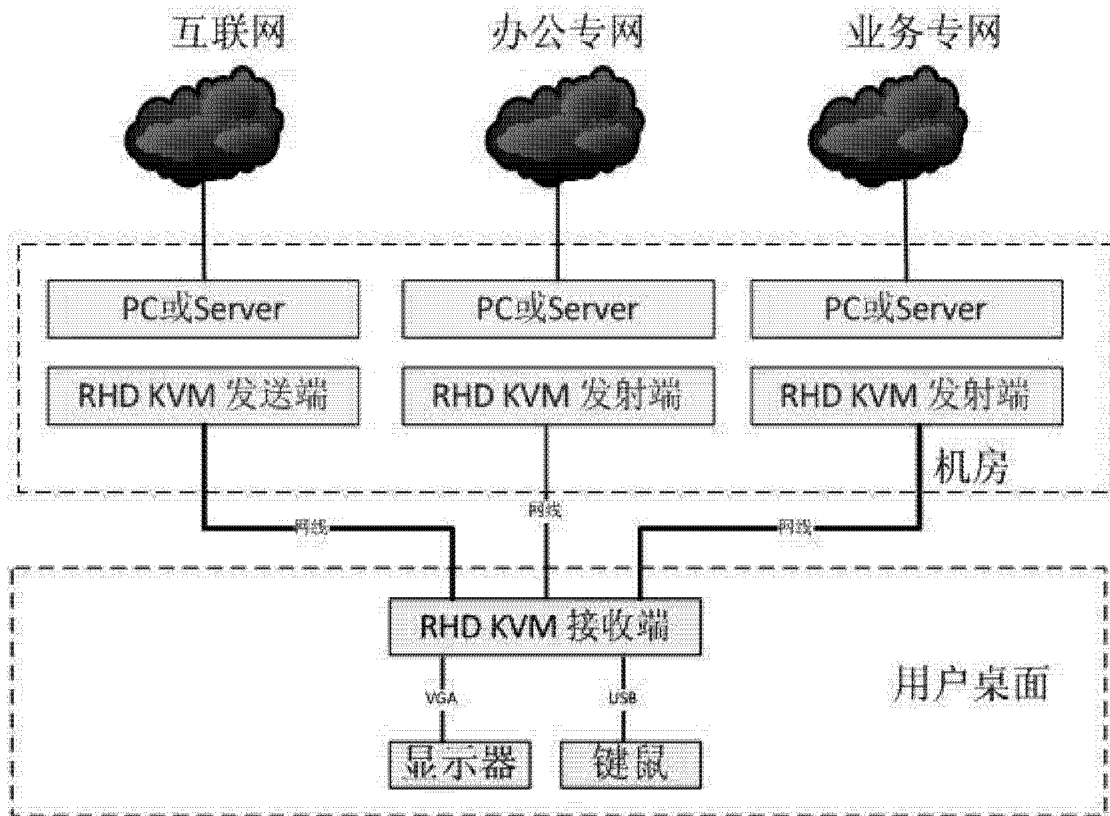 互联网
办公专网
业务专网
PC或Server
PC或Server
PC或Server
RHD KVM 发送端
RHD KVM 发射端
RHD KVM 发射端
机房
网线
网线
网线
RHD KVM 接收端
VGA
USB
用户桌面
显示器
键鼠